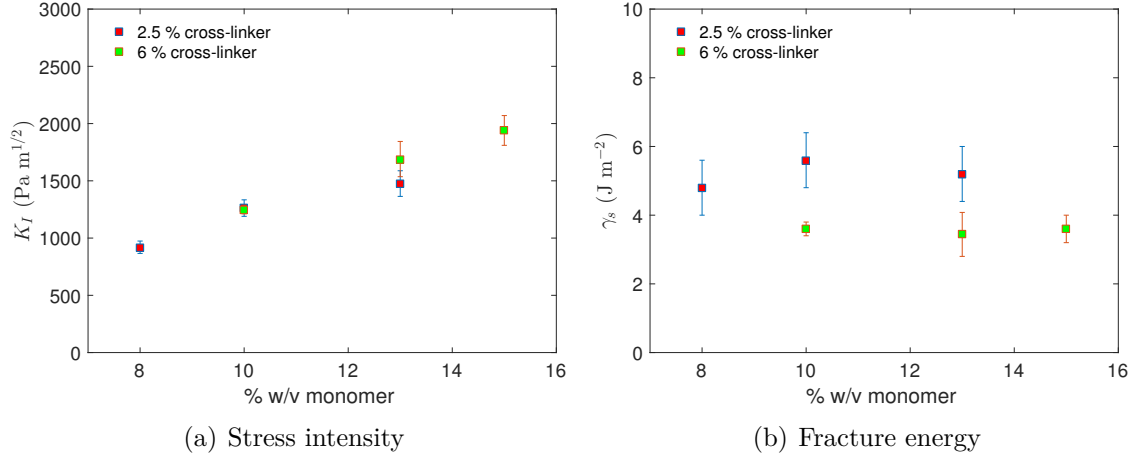 3000
2500
2000
1500
1000
500
0
K_I (Pa m^{1/2})
2.5 % cross-linker
6 % cross-linker
8 10 12 14 16
% w/v monomer
(a) Stress intensity
10
8
6
4
2
0
γ_s (J m^{−2})
2.5 % cross-linker
6 % cross-linker
8 10 12 14 16
% w/v monomer
(b) Fracture energy